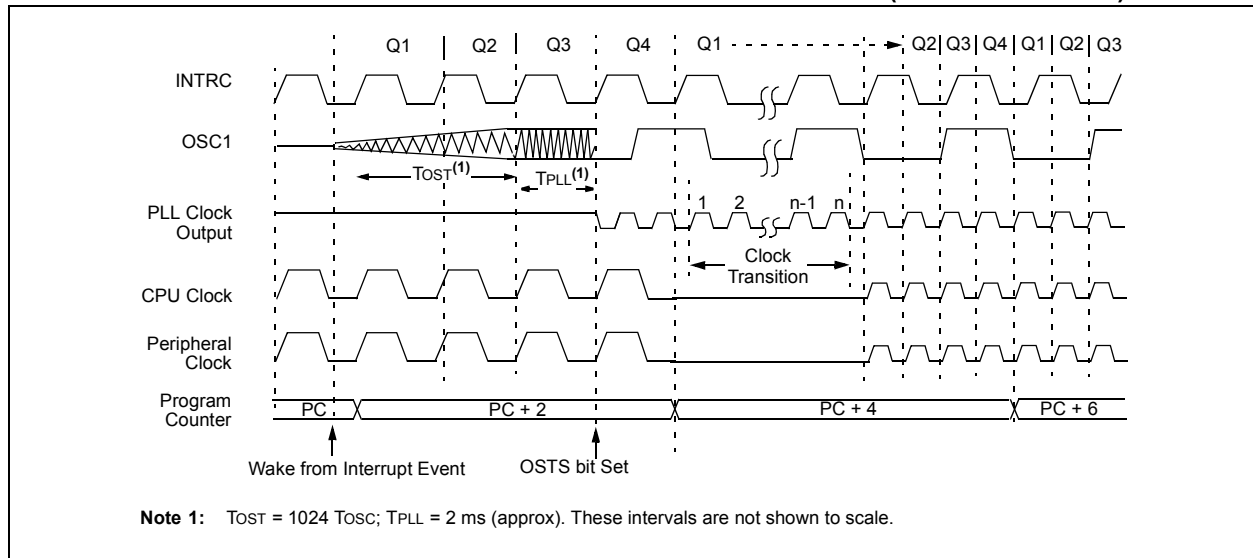 Q1 Q2 Q3 Q4 Q1 Q2 Q3 Q4 Q1 Q2 Q3
INTRC
OSC1
TOST(1) TPLL(1)
1 2 n-1 n
PLL Clock
Output
Clock
Transition
CPU Clock
Peripheral
Clock
Program
Counter
PC PC + 2 PC + 4 PC + 6
Wake from Interrupt Event OSTS bit Set
Note 1: TOST = 1024 TOSC; TPLL = 2 ms (approx). These intervals are not shown to scale.